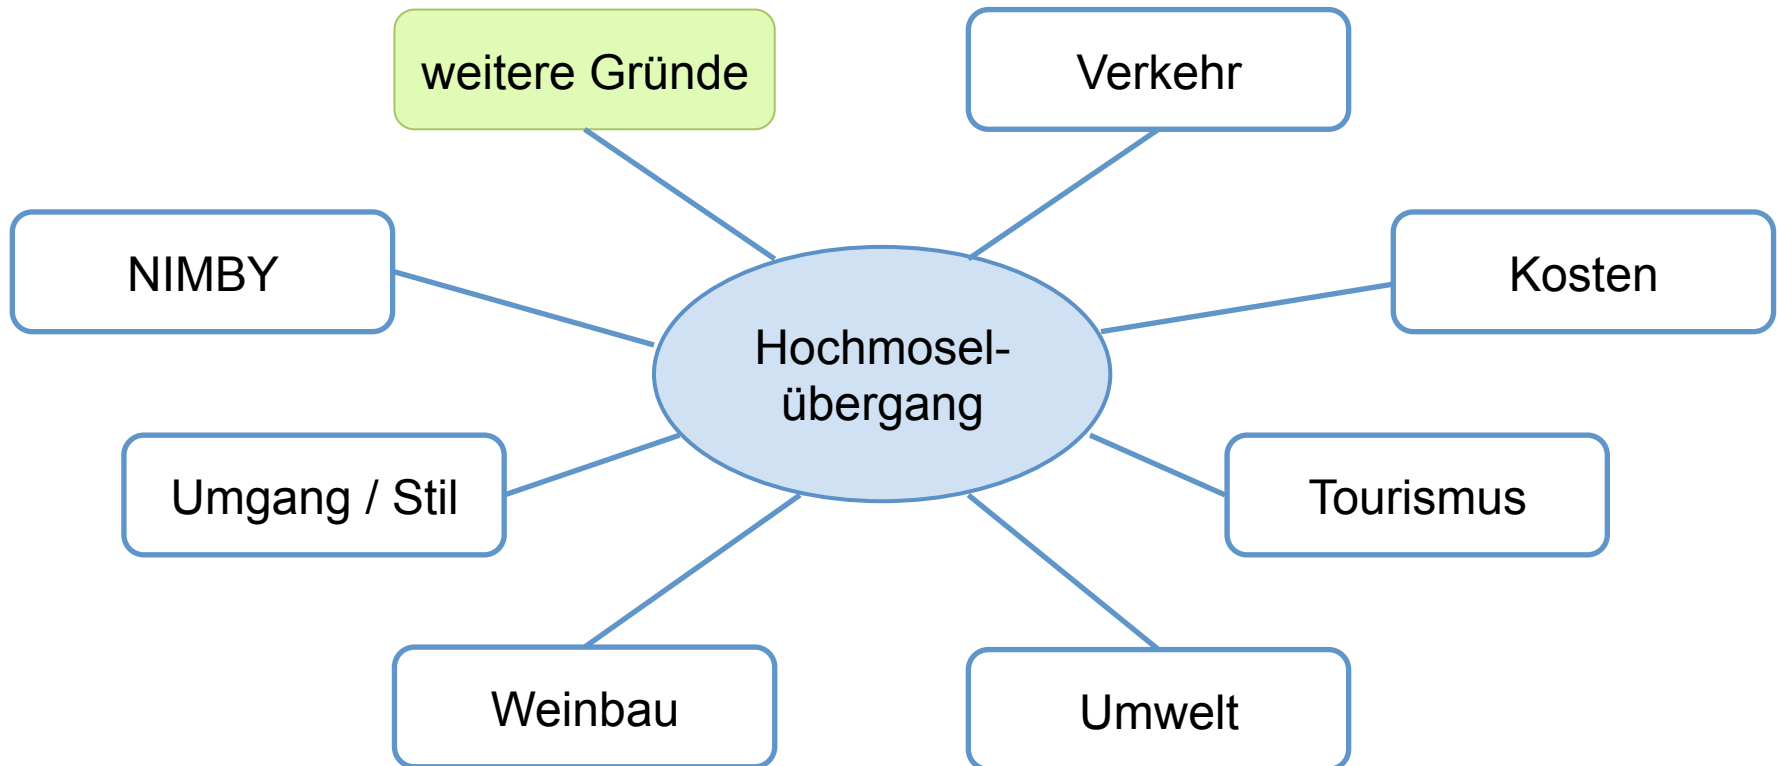 weitere Gründe
Verkehr
NIMBY
Kosten
Hochmosel-
übergang
Umgang / Stil
Tourismus
Weinbau
Umwelt